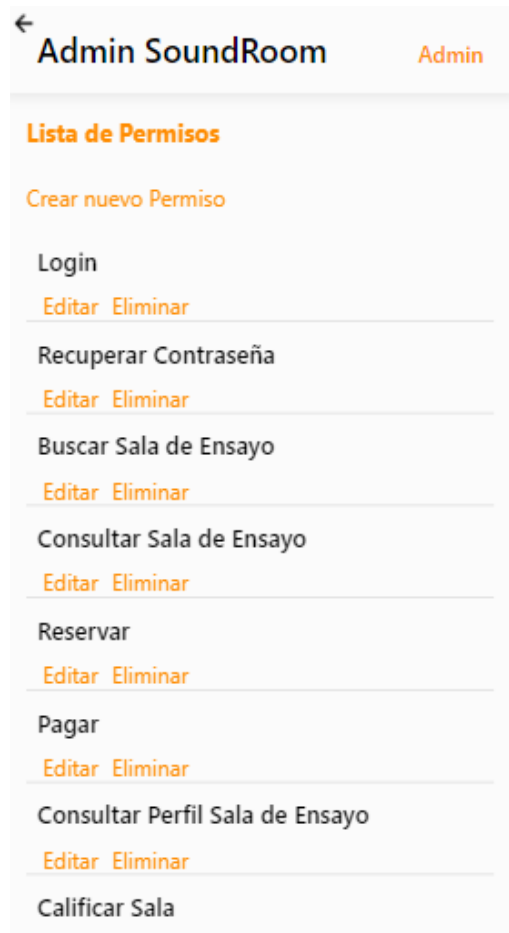 Admin SoundRoom Admin
Lista de Permisos
Crear nuevo Permiso
Login
Editar Eliminar
Recuperar Contraseña
Editar Eliminar
Buscar Sala de Ensayo
Editar Eliminar
Consultar Sala de Ensayo
Editar Eliminar
Reservar
Editar Eliminar
Pagar
Editar Eliminar
Consultar Perfil Sala de Ensayo
Editar Eliminar
Calificar Sala